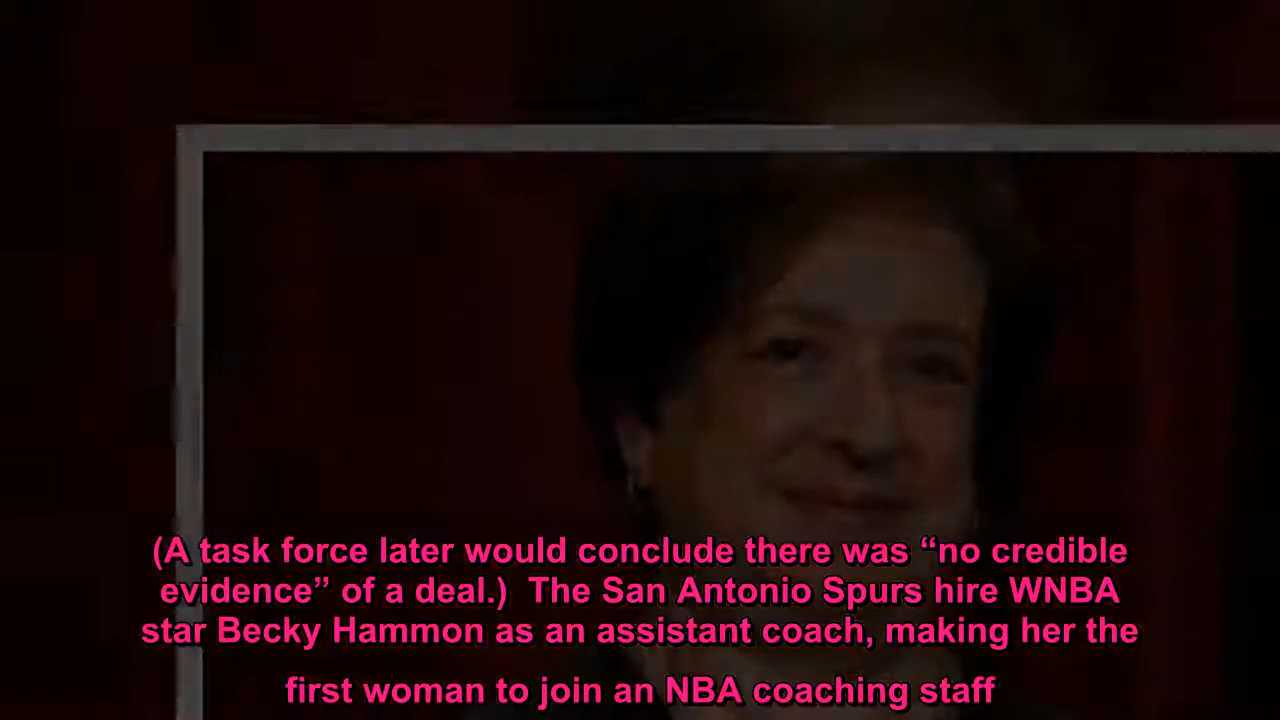 (A task force later would conclude there was “no credible
evidence” of a deal.)  The San Antonio Spurs hire WNBA
star Becky Hammon as an assistant coach, making her the
first woman to join an NBA coaching staff